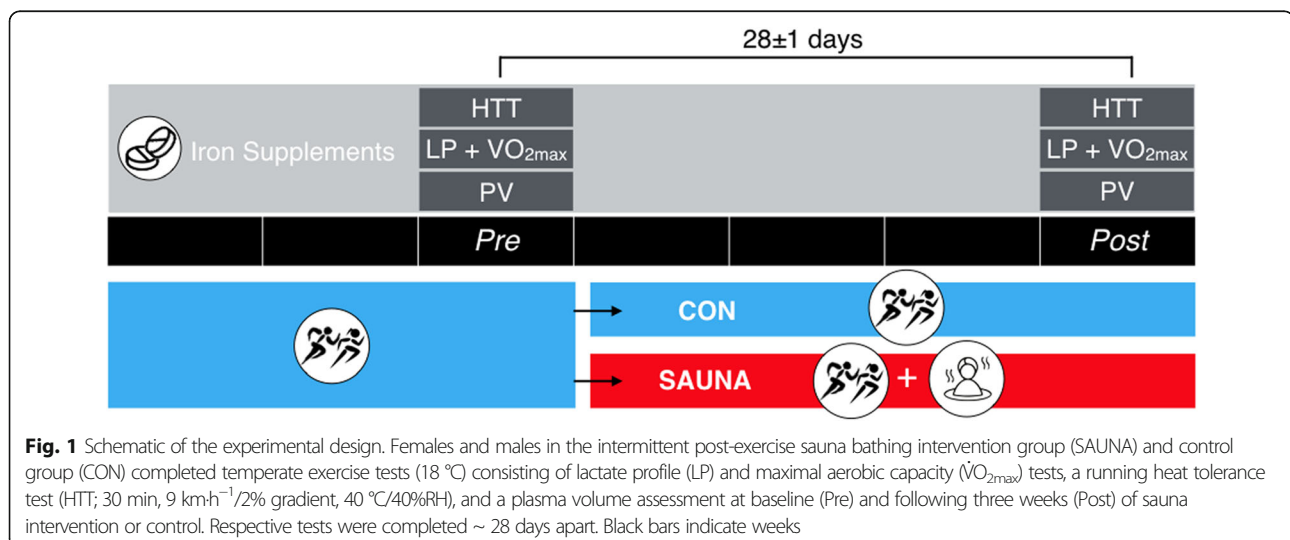 28±1 days
HTT
HTT
Iron Supplements
LP + VO₂max
LP + VO₂max
PV
PV
Pre
Post
CON
SAUNA
+
Fig. 1 Schematic of the experimental design. Females and males in the intermittent post-exercise sauna bathing intervention group (SAUNA) and control
group (CON) completed temperate exercise tests (18 °C) consisting of lactate profile (LP) and maximal aerobic capacity (V̇O₂max) tests, a running heat tolerance
test (HTT; 30 min, 9 km·h⁻¹/2% gradient, 40 °C/40%RH), and a plasma volume assessment at baseline (Pre) and following three weeks (Post) of sauna
intervention or control. Respective tests were completed ~ 28 days apart. Black bars indicate weeks